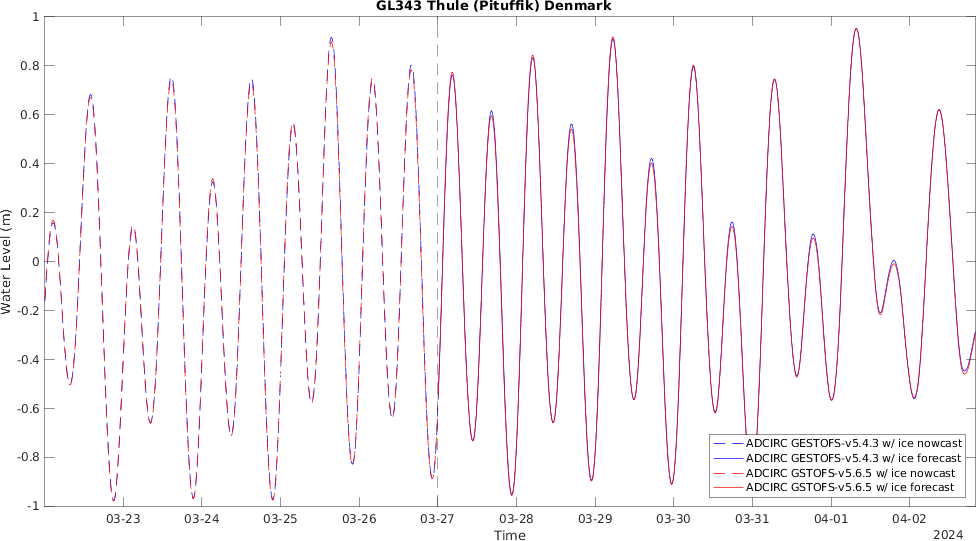 GL343 Thule (Pituffik) Denmark
1
0.8
0.6
0.4
0.2
0
-0.2
-0.4
-0.6
-0.8
-1
Water Level (m)
ADCIRC GESTOFS-v5.4.3 w/ ice nowcast
ADCIRC GESTOFS-v5.4.3 w/ ice forecast
ADCIRC GSTOFS-v5.6.5 w/ ice nowcast
ADCIRC GSTOFS-v5.6.5 w/ ice forecast
03-23 03-24 03-25 03-26 03-27 03-28 03-29 03-30 03-31 04-01 04-02
Time
2024